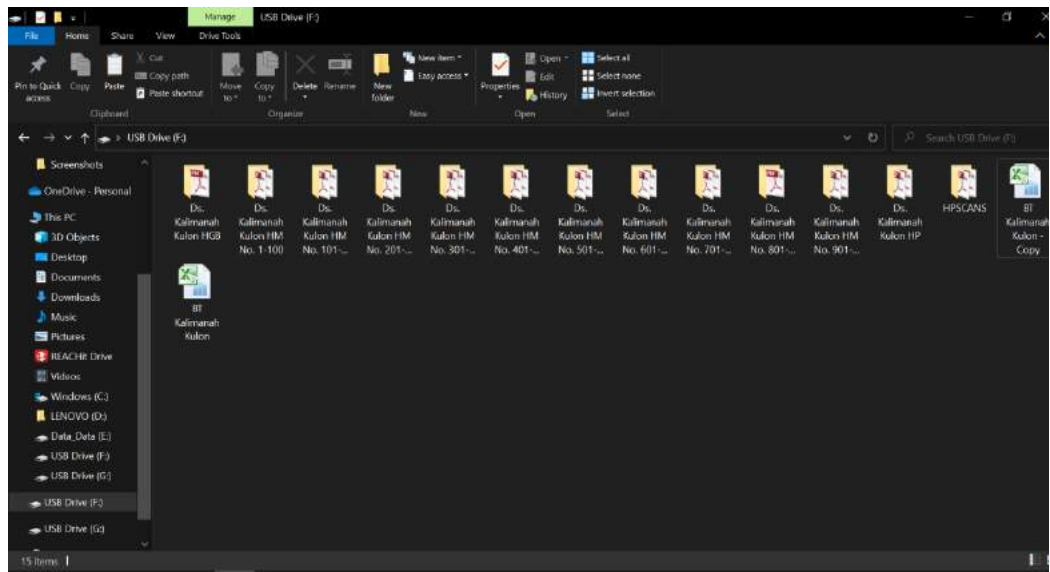 Manage
USB Drive (F:)
File
Home
Share
View
Drive Tools
Pin to Quick access
Copy
Paste
Cut
Copy path
Paste shortcut
Clipboard
Move to
Copy to
Delete
Rename
Organize
New folder
New item
Easy access
New
Properties
Open
Edit
History
Open
Select all
Select none
Invert selection
Select
USB Drive (F:)
Search USB Drive (F:)
Screenshots
OneDrive - Personal
This PC
3D Objects
Desktop
Documents
Downloads
Music
Pictures
REACHit Drive
Videos
Windows (C:)
LENOVO (D:)
Data_Data (E:)
USB Drive (F:)
USB Drive (G:)
USB Drive (F:)
USB Drive (G:)
Ds.
Kalimanah
Kulon HGB
Ds.
Kalimanah
Kulon HM
No. 1-100
Ds.
Kalimanah
Kulon HM
No. 101-...
Ds.
Kalimanah
Kulon HM
No. 201-...
Ds.
Kalimanah
Kulon HM
No. 301-...
Ds.
Kalimanah
Kulon HM
No. 401-...
Ds.
Kalimanah
Kulon HM
No. 501-...
Ds.
Kalimanah
Kulon HM
No. 601-...
Ds.
Kalimanah
Kulon HM
No. 701-...
Ds.
Kalimanah
Kulon HM
No. 801-...
Ds.
Kalimanah
Kulon HM
No. 901-...
Ds.
Kalimanah
Kulon HP
HPSCANS
BT
Kalimanah
Kulon -
Copy
BT
Kalimanah
Kulon
15 items